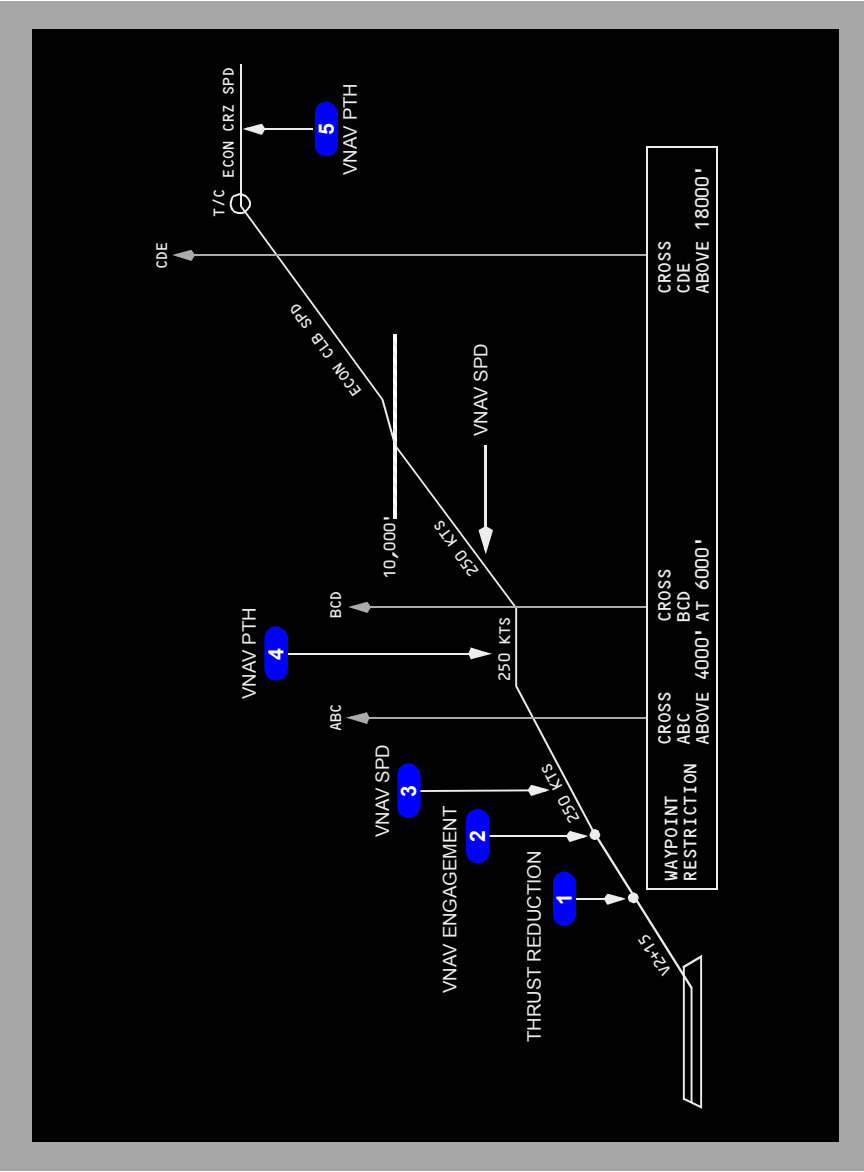 CDE
T/C
ECON CRZ SPD
5
VNAV PTH
ECON CLB SPD
VNAV PTH
4
ABC
BCD
VNAV SPD
3
10,000'
VNAV ENGAGEMENT
2
250 KTS
VNAV SPD
250 KTS
THRUST REDUCTION
1
250 KTS
V2+15
WAYPOINT
RESTRICTION
CROSS
ABC
ABOVE 4000'
CROSS
BCD
AT 6000'
CROSS
CDE
ABOVE 18000'